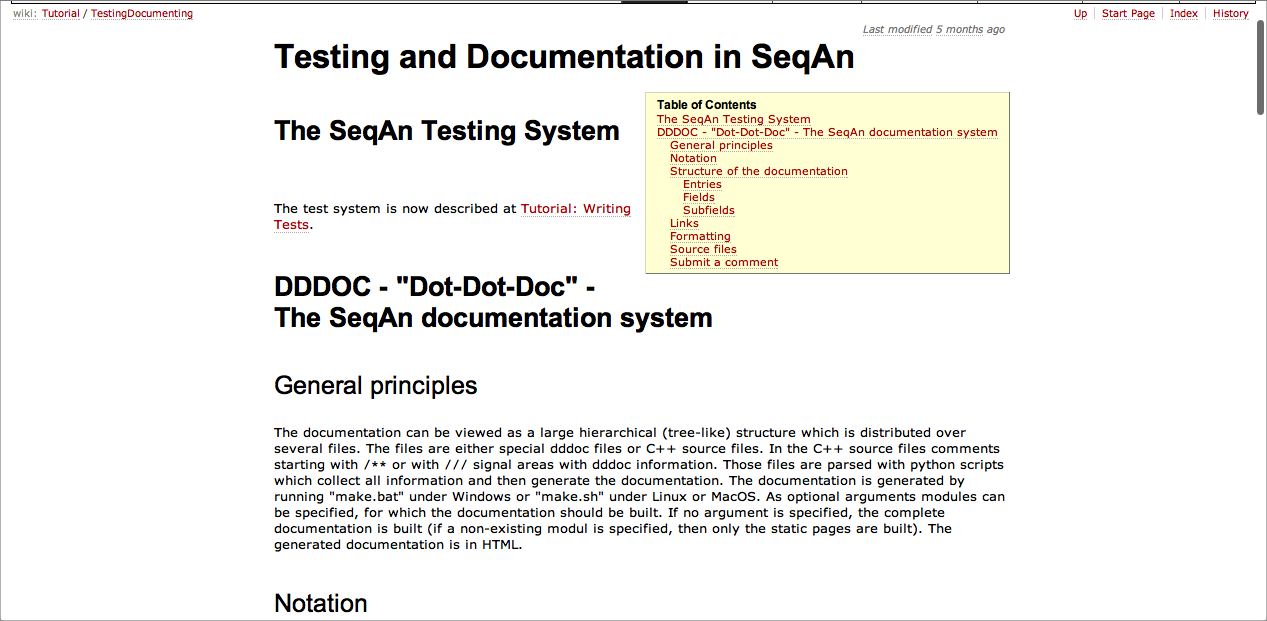 wiki: Tutorial / TestingDocumenting
Up Start Page Index History
Last modified 5 months ago
Testing and Documentation in SeqAn
Table of Contents
The SeqAn Testing System
DDDOC - "Dot-Dot-Doc" - The SeqAn documentation system
General principles
Notation
Structure of the documentation
Entries
Fields
Subfields
Links
Formatting
Source files
Submit a comment
The SeqAn Testing System
The test system is now described at Tutorial: Writing
Tests.
DDDOC - "Dot-Dot-Doc" -
The SeqAn documentation system
General principles
The documentation can be viewed as a large hierarchical (tree-like) structure which is distributed over
several files. The files are either special dddoc files or C++ source files. In the C++ source files comments
starting with /** or with /// signal areas with dddoc information. Those files are parsed with python scripts
which collect all information and then generate the documentation. The documentation is generated by
running "make.bat" under Windows or "make.sh" under Linux or MacOS. As optional arguments modules can
be specified, for which the documentation should be built. If no argument is specified, the complete
documentation is built (if a non-existing modul is specified, then only the static pages are built). The
generated documentation is in HTML.
Notation